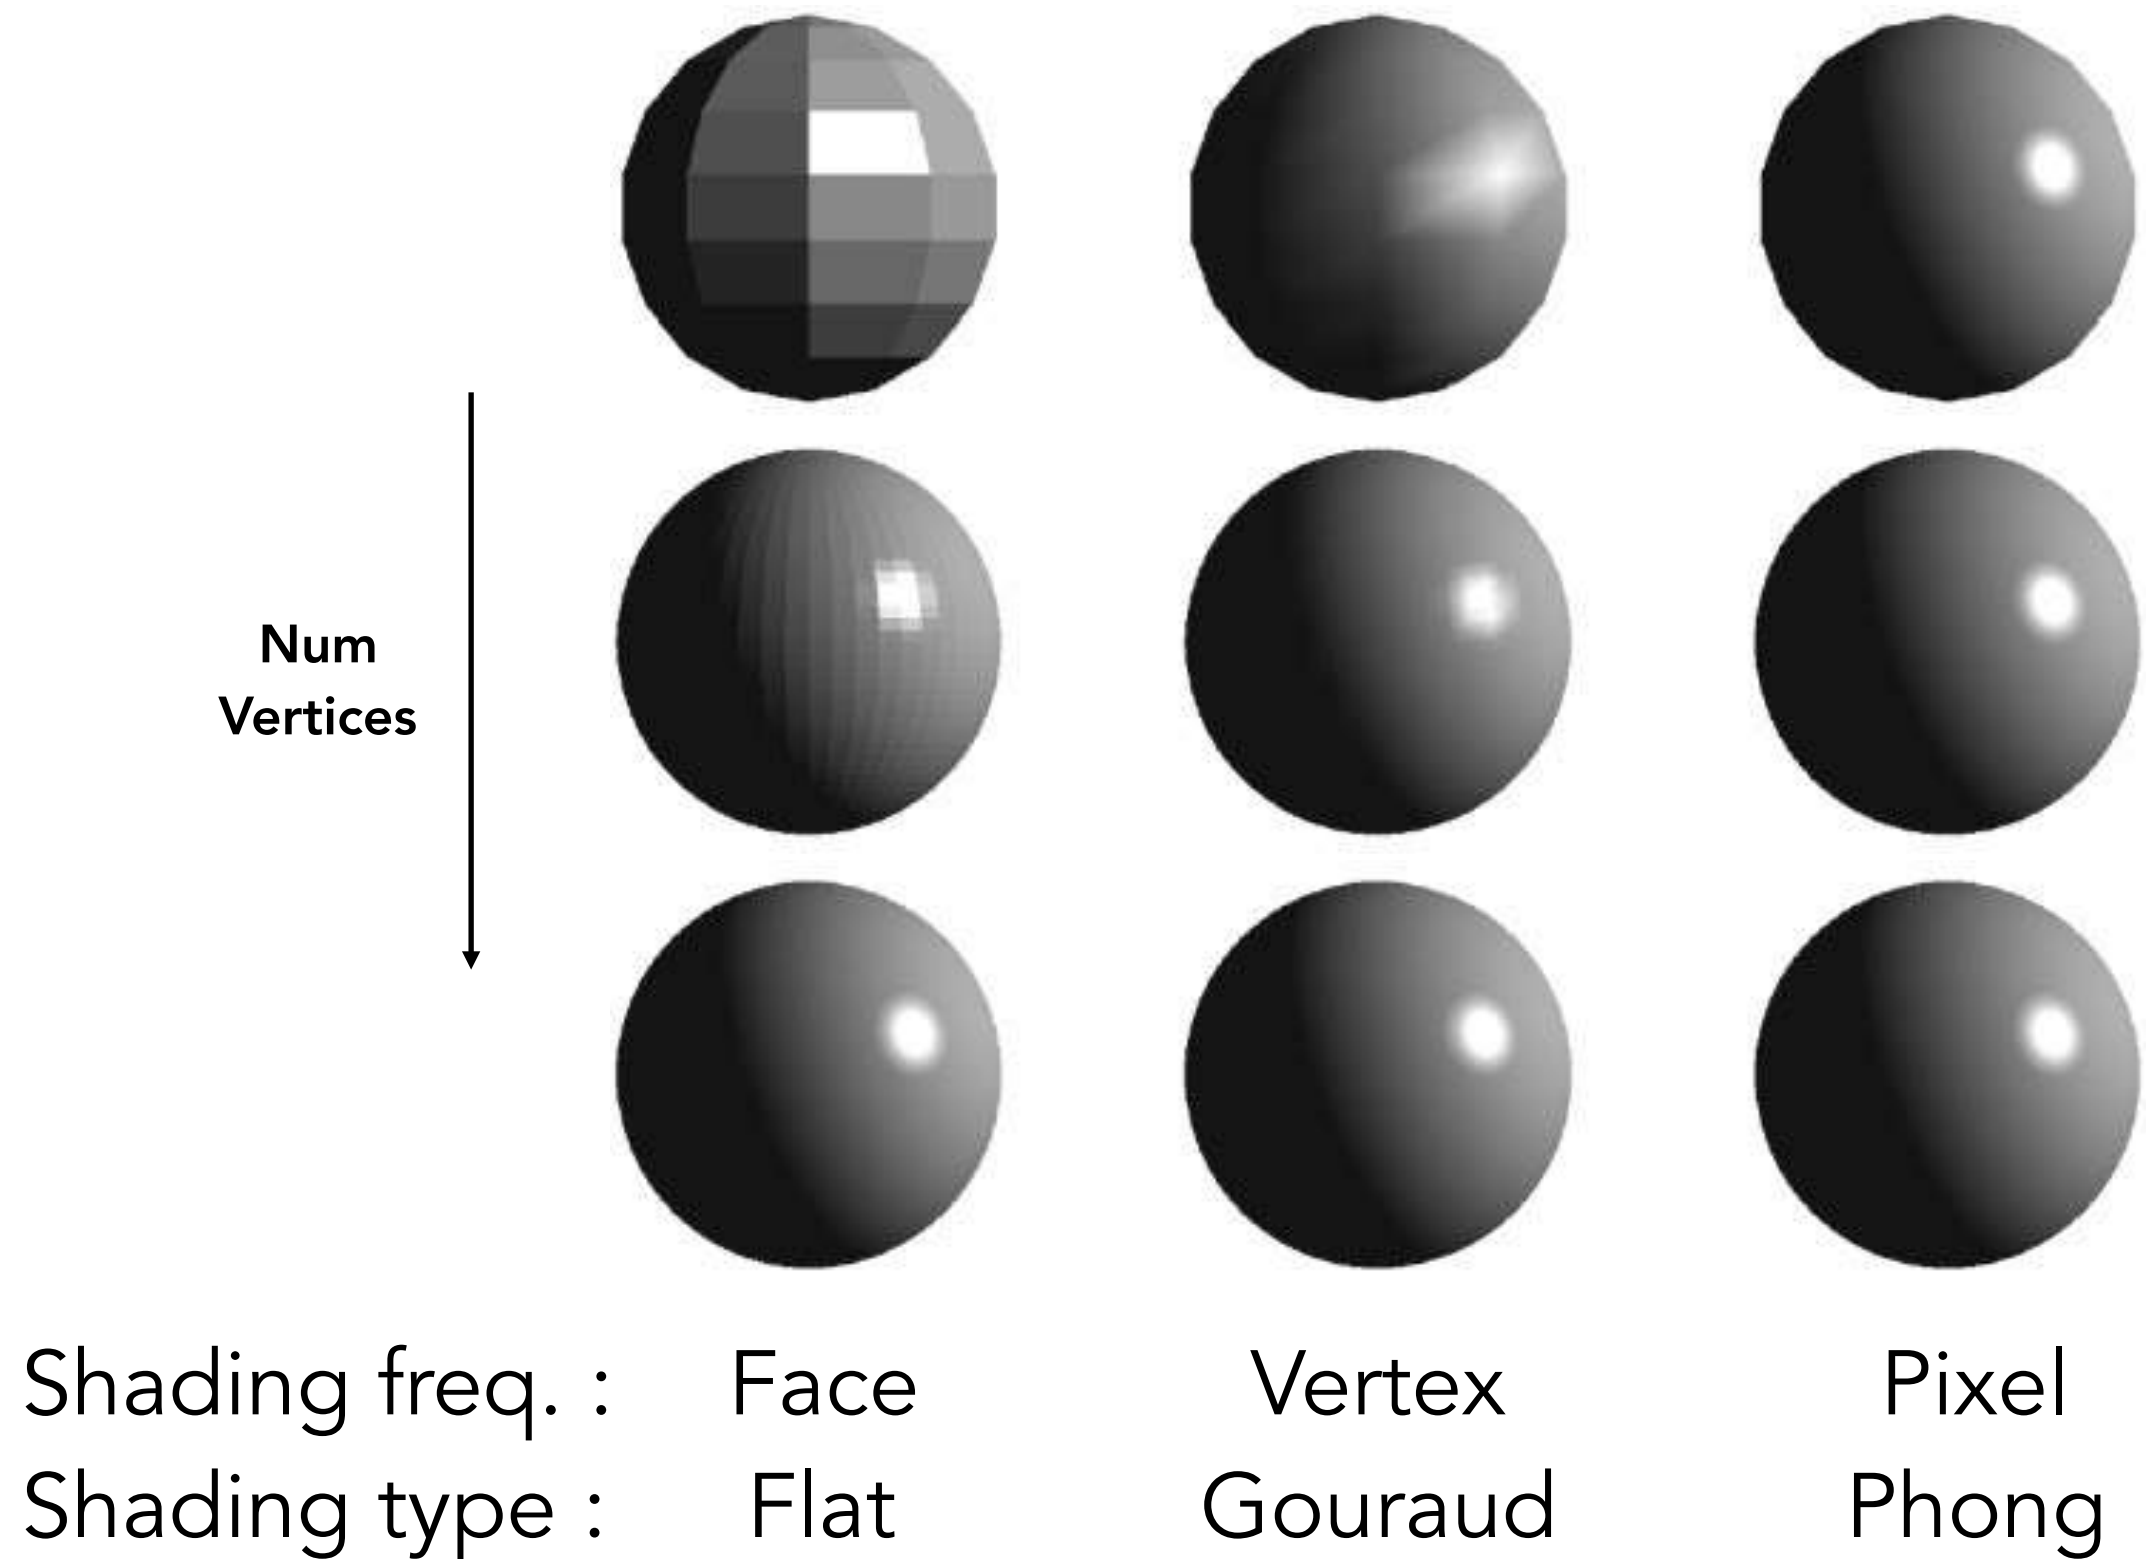 Num
Vertices
Shading freq. : Face Vertex Pixel
Shading type : Flat Gouraud Phong